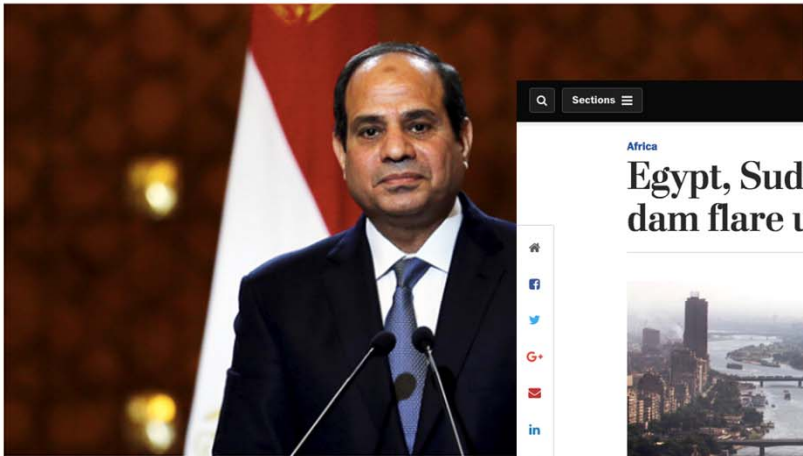 Sections
Africa
Egypt, Sud
dam flare u
G+
in